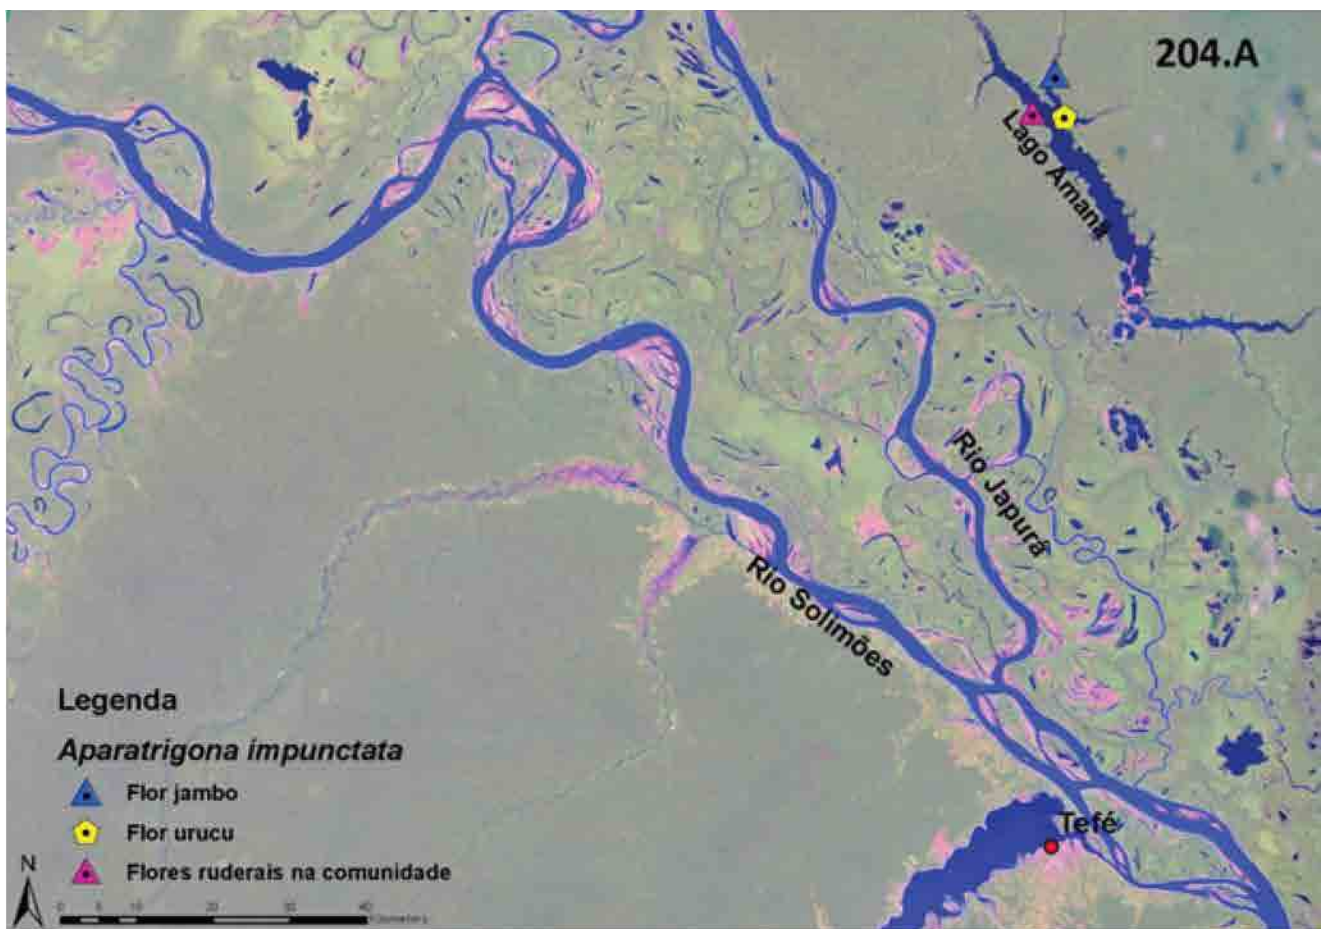 204.A
Lago Amanã
Rio Japurá
Rio Solimões
Tefé
Legenda
Aparatrigona impunctata
Flor jambo
Flor urucu
Flores ruderais na comunidade
N
0 5 10 20 30 40
Kilometers